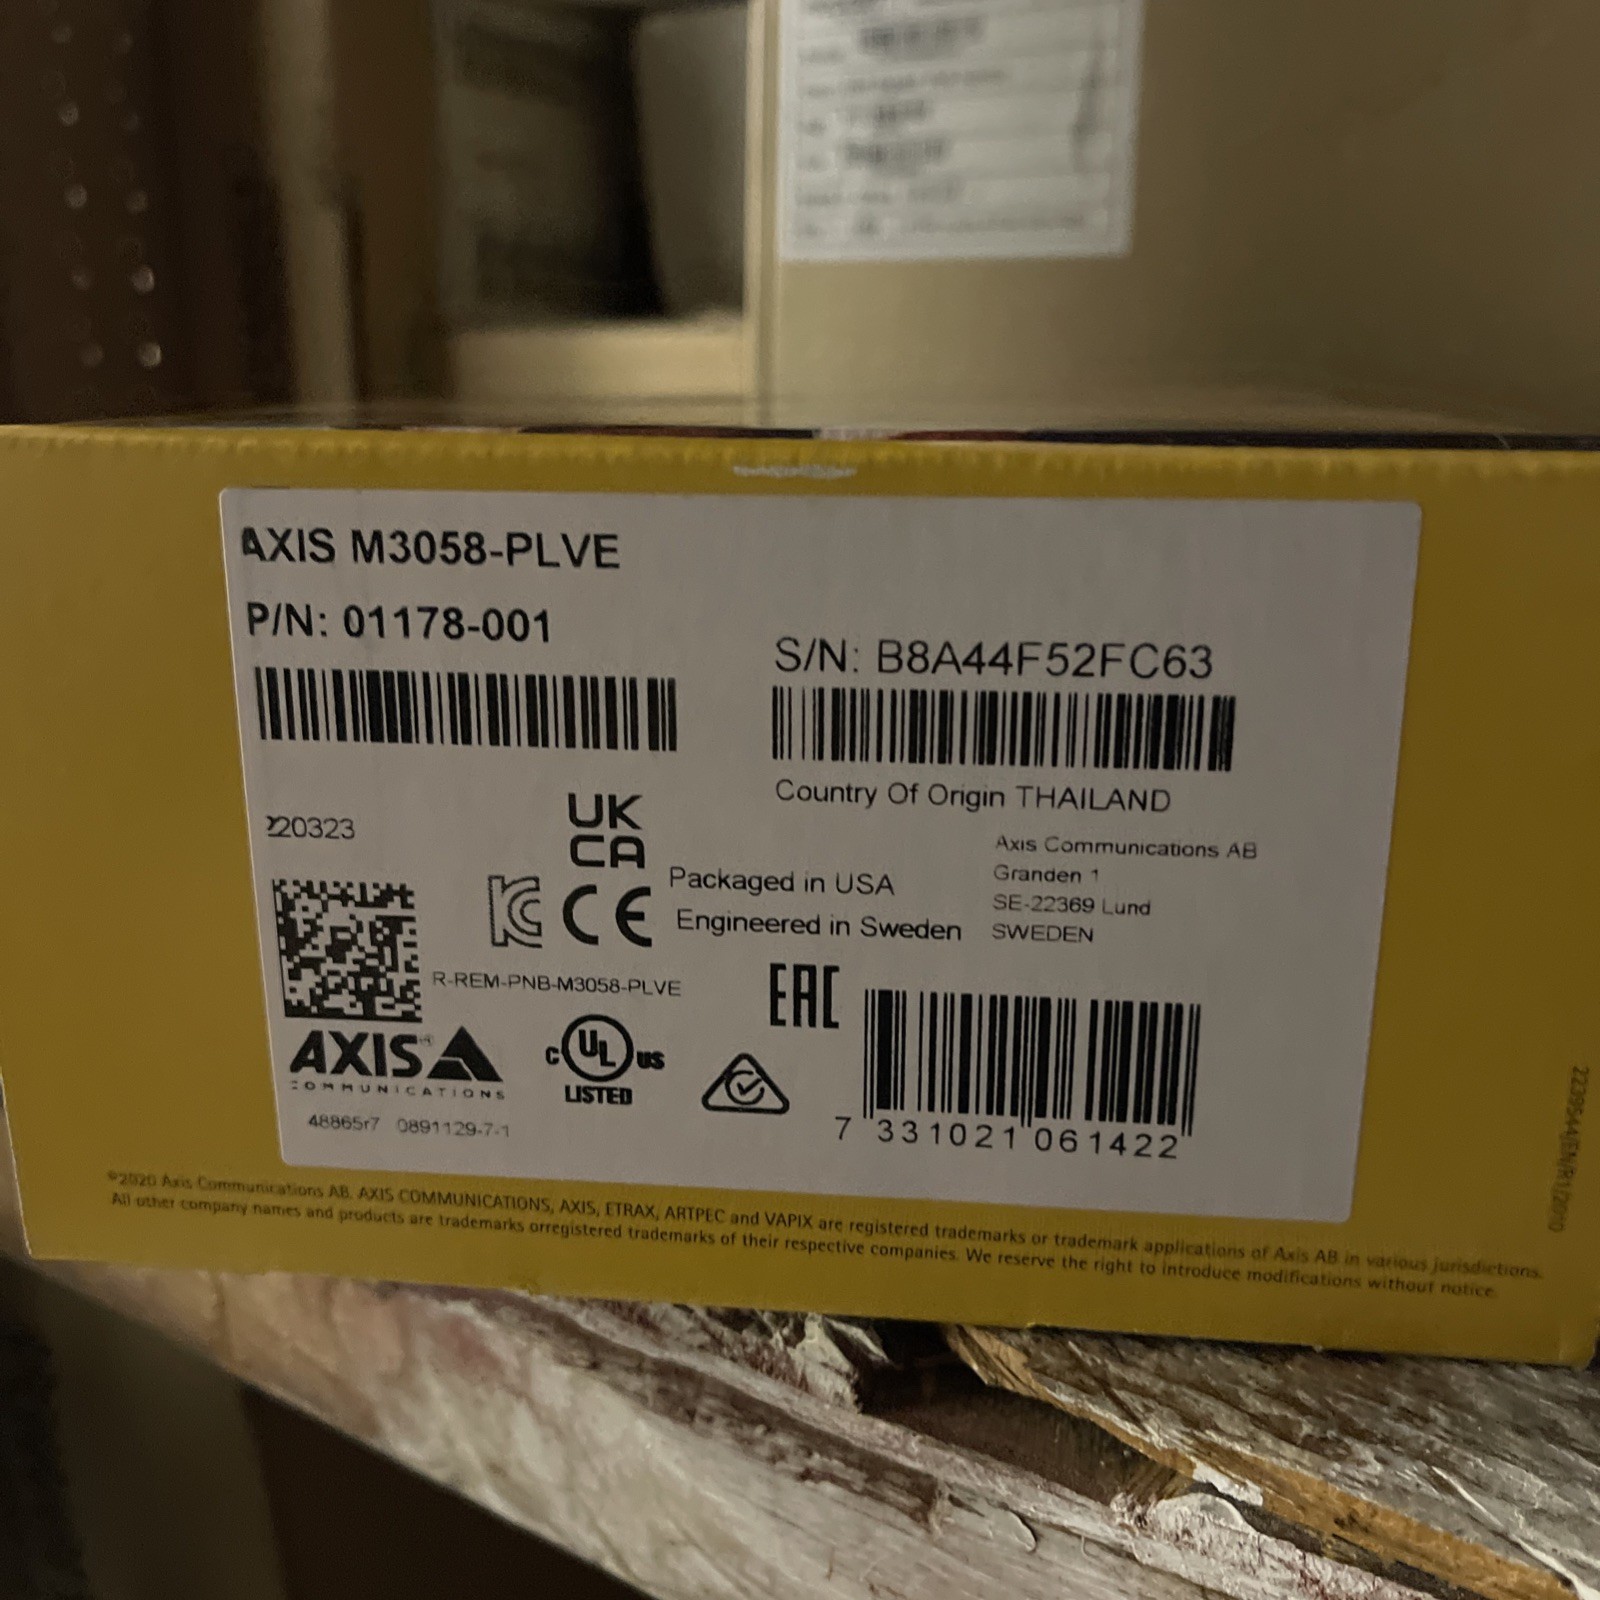 AXIS M3058-PLVE
P/N: 01178-001
S/N: B8A44F52FC63
Country Of Origin THAILAND
220323
UK
CA
Axis Communications AB
Granden 1
SE-22369 Lund
SWEDEN
Packaged in USA
Engineered in Sweden
CE
R-REM-PNB-M3058-PLVE
EAC
AXIS
COMMUNICATIONS
C UL US
LISTED
7 331021 061422
48865r7 0891129-7-1
©2020 Axis Communications AB. AXIS COMMUNICATIONS, AXIS, ETRAX, ARTPEC and VAPIX are registered trademarks or trademark applications of Axis AB in various jurisdictions.
All other company names and products are trademarks orregistered trademarks of their respective companies. We reserve the right to introduce modifications without notice.